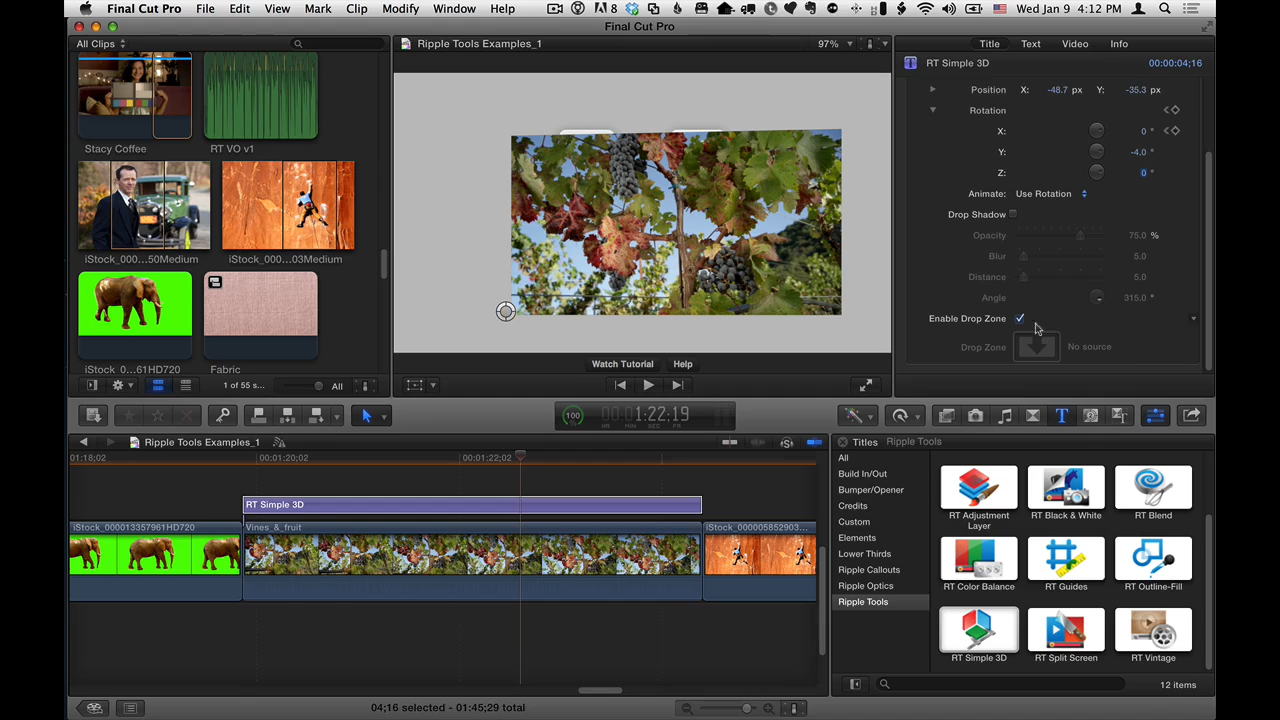 Final Cut Pro File Edit View Mark Clip Modify Window Help 8 Wed Jan 9 4:12 PM
Final Cut Pro
All Clips
Ripple Tools Examples_1 97%
Title Text Video Info
RT Simple 3D 00:00:04;16
Position X: -48.7 px Y: -35.3 px
Rotation
X: 0 °
Y: -4.0 °
Z: 0 °
Animate: Use Rotation
Drop Shadow
Opacity 75.0 %
Blur 5.0
Distance 5.0
Angle 315.0 °
Enable Drop Zone
Drop Zone No source
Stacy Coffee RT VO v1
iStock_000...50Medium iStock_000...03Medium
iStock_0...61HD720 Fabric
Watch Tutorial Help
1 of 55 s... All
100 1:22;19
HR MIN SEC FR
Ripple Tools Examples_1
01:18;02 00:01:20;02 00:01:22;02
RT Simple 3D
iStock_000013357961HD720 Vines_&_fruit iStock_000005852903...
04;16 selected - 01:45;29 total
Titles Ripple Tools
All
Build In/Out
Bumper/Opener
Credits
Custom
Elements
Lower Thirds
Ripple Callouts
Ripple Optics
Ripple Tools
RT Adjustment Layer RT Black & White RT Blend
RT Color Balance RT Guides RT Outline-Fill
RT Simple 3D RT Split Screen RT Vintage
12 items